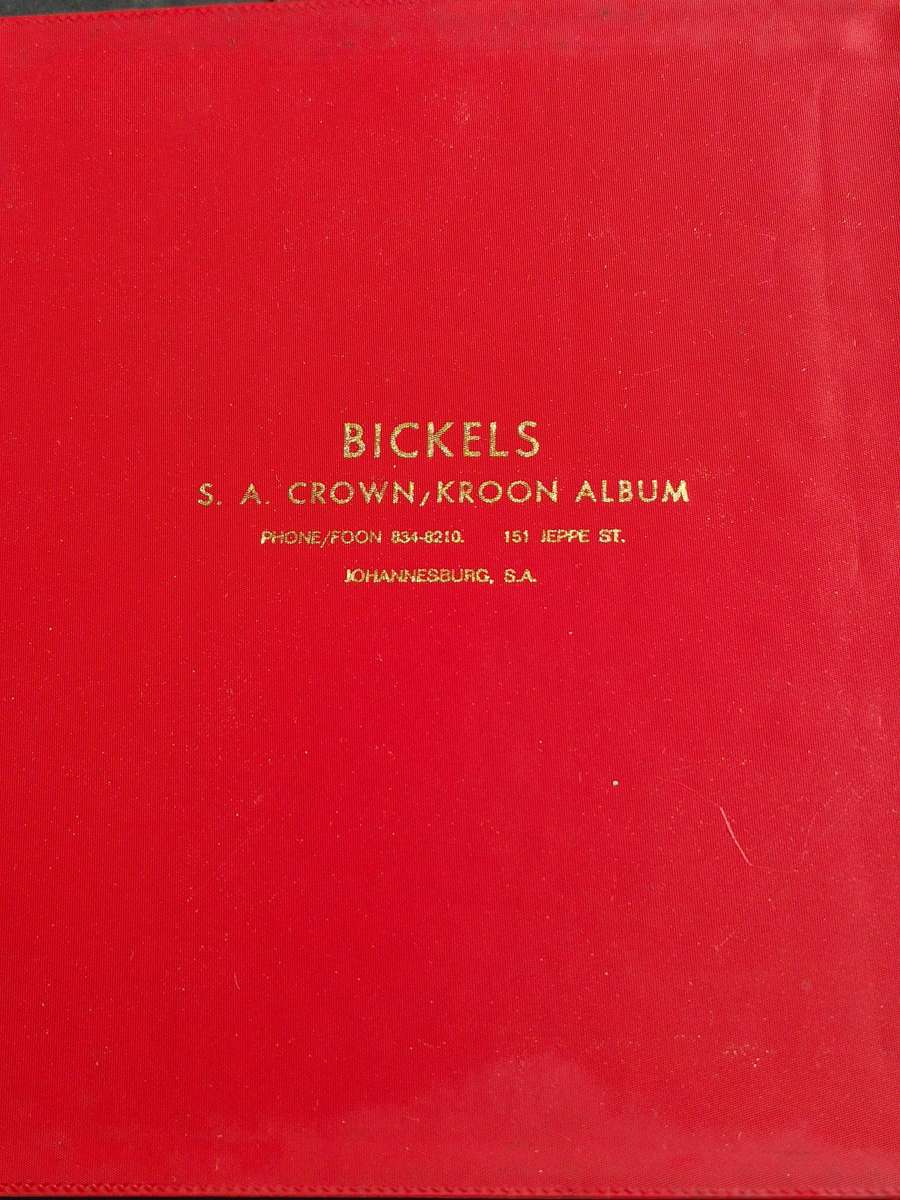 BICKELS
S. A. CROWN/KROON ALBUM
PHONE/FOON 834-8210. 151 JEPPE ST.
JOHANNESBURG, S.A.